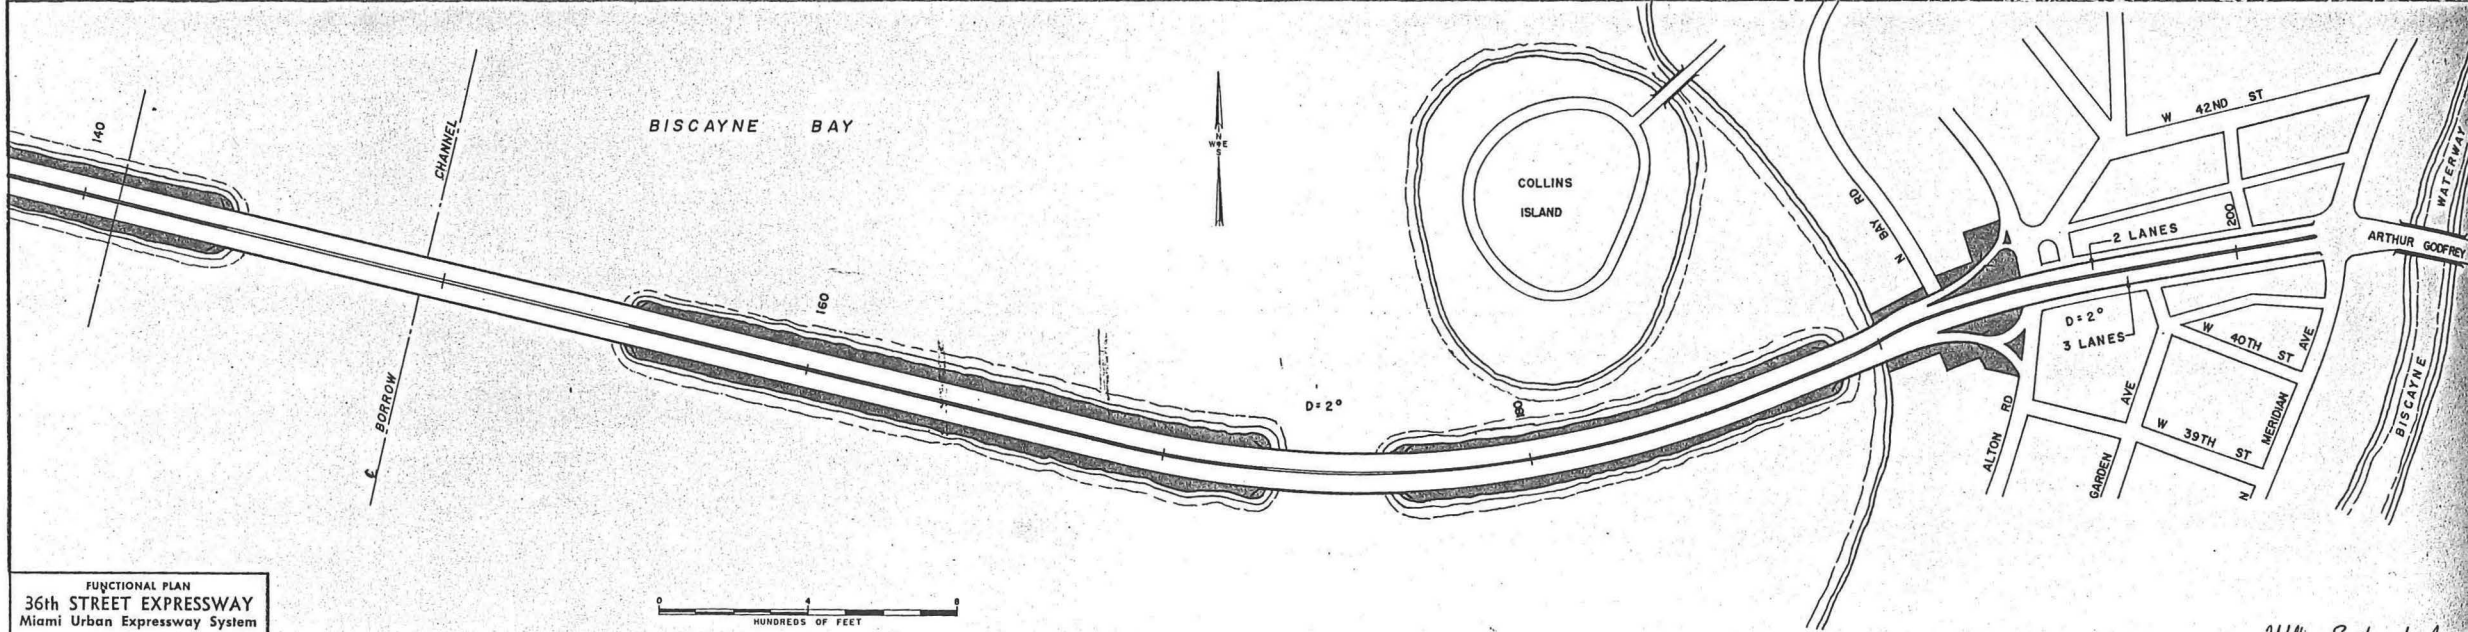 140
CHANNEL
BISCAYNE BAY
N
W E
S
COLLINS
ISLAND
N BAY RD
W 42ND ST
WATERWAY
200
2 LANES
ARTHUR GODFREY
160
D=2°
3 LANES
W 40TH ST
AVE
BORROW
℄
D=2°
180
ALTON RD
GARDEN AVE
W 39TH ST
N MERIDIAN
BISCAYNE
FUNCTIONAL PLAN
36th STREET EXPRESSWAY
Miami Urban Expressway System
0 4 8
HUNDREDS OF FEET